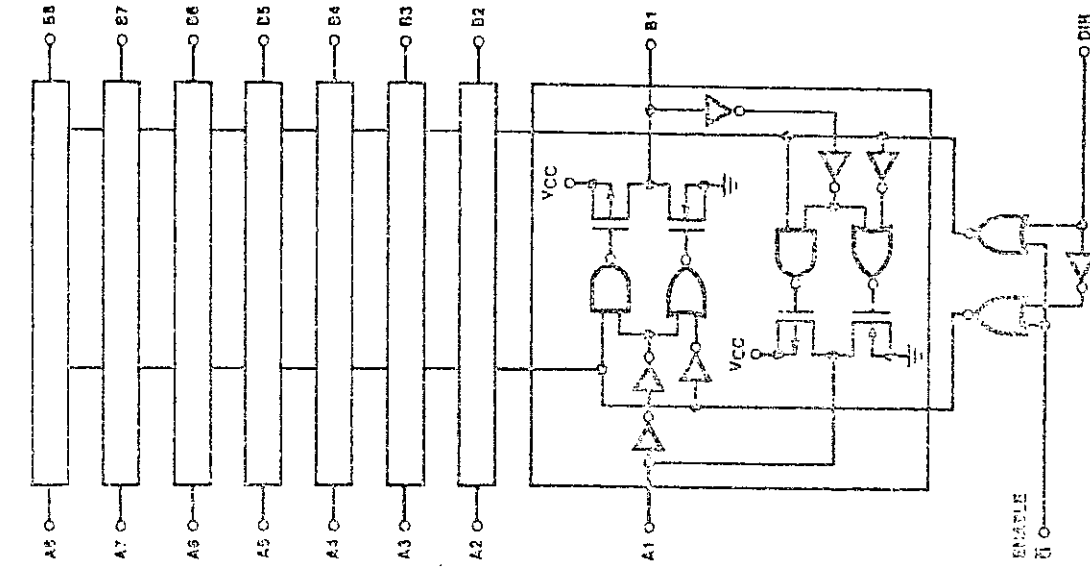 B8
B7
B6
B5
B4
B3
B2
B1
DIR
VCC
VCC
A8
A7
A6
A5
A4
A3
A2
A1
ENABLE
G